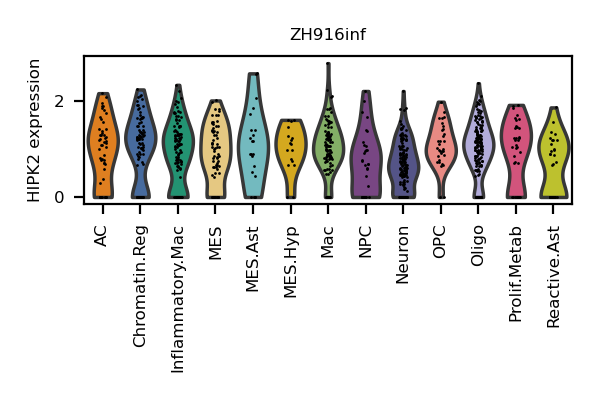 ZH916inf
HIPK2 expression
2
0
AC
Chromatin.Reg
Inflammatory.Mac
MES
MES.Ast
MES.Hyp
Mac
NPC
Neuron
OPC
Oligo
Prolif.Metab
Reactive.Ast